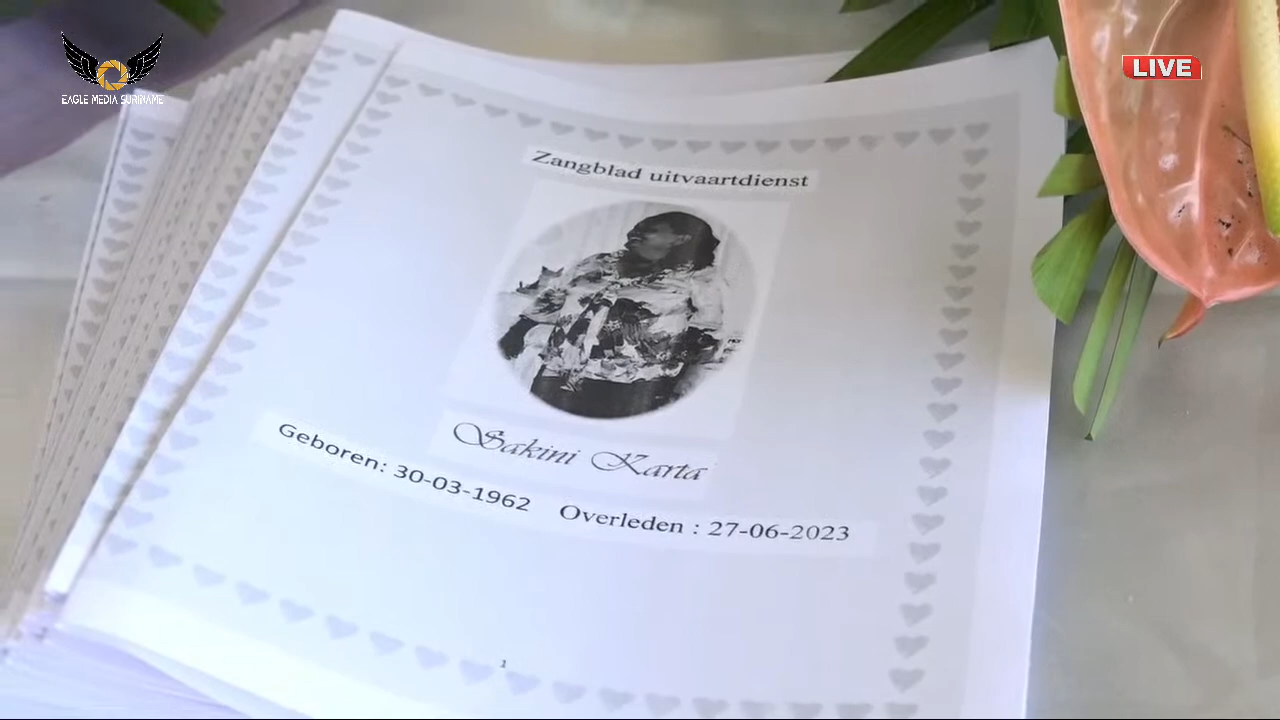 EAGLE MEDIA SURINAME
LIVE
Zangblad uitvaartdienst
Sakini Karta
Geboren: 30-03-1962 Overleden : 27-06-2023
1